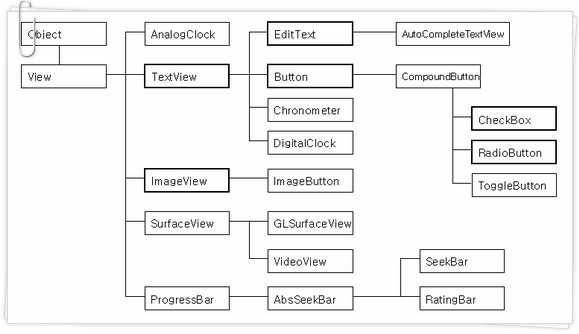 Object
AnalogClock
EditText
AutoCompleteTextView
View
TextView
Button
CompoundButton
Chronometer
CheckBox
DigitalClock
RadioButton
ImageView
ImageButton
ToggleButton
SurfaceView
GLSurfaceView
VideoView
SeekBar
ProgressBar
AbsSeekBar
RatingBar